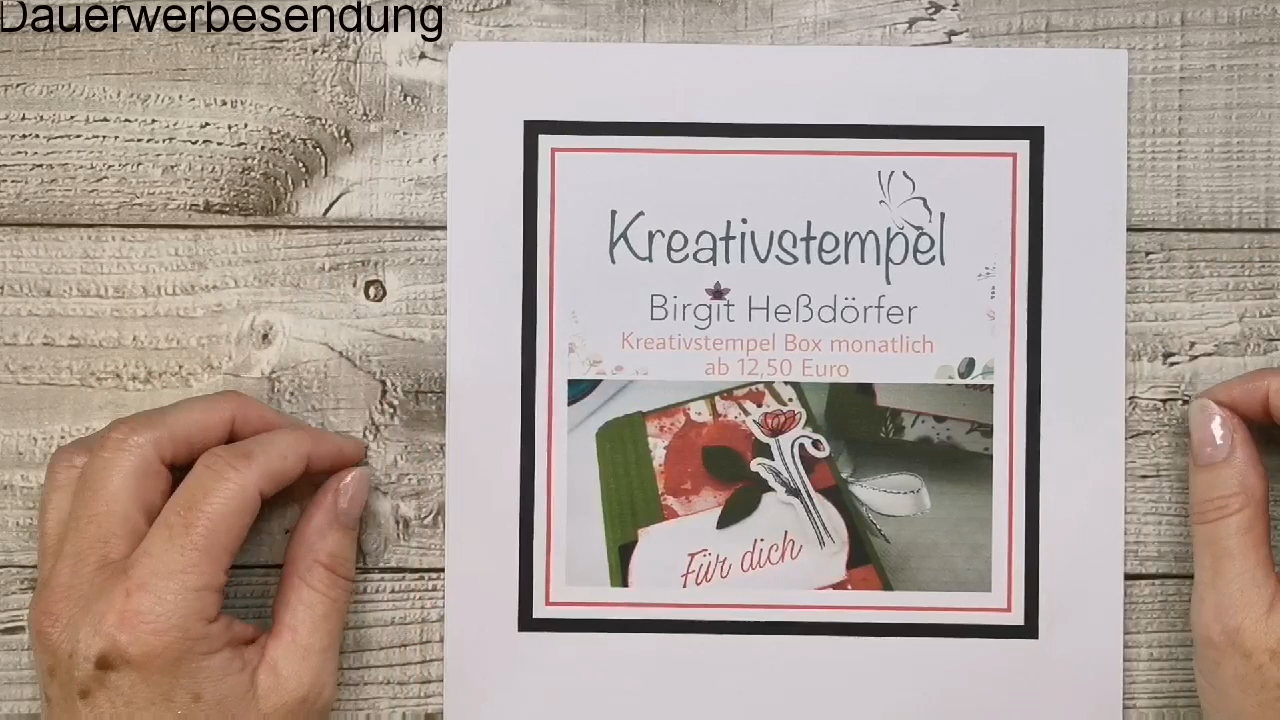 Dauerwerbesendung
Kreativstempel
Birgit Heßdörfer
Kreativstempel Box monatlich
ab 12,50 Euro
Für dich